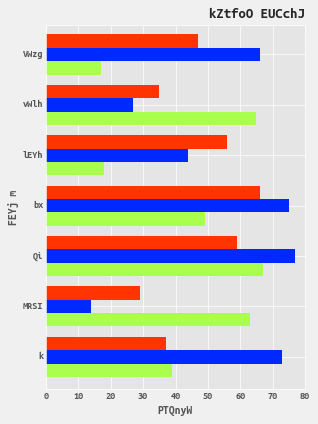 kZtfoO EUCchJ
VWzg
vWlh
lEYh
bx
Qi
MRSI
k
FEYj m
0 10 20 30 40 50 60 70 80
PTQnyW